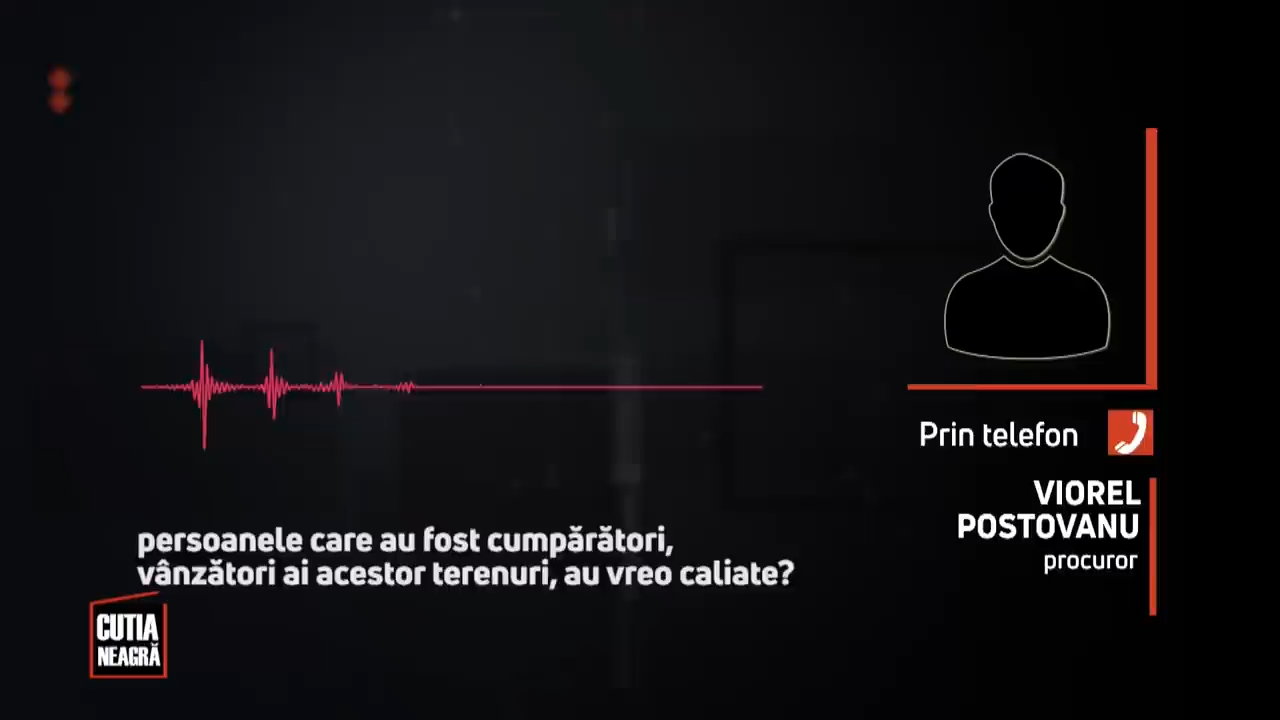 Prin telefon
VIOREL
POSTOVANU
procuror
persoanele care au fost cumpărători,
vânzători ai acestor terenuri, au vreo caliate?
CUTIA
NEAGRĂ